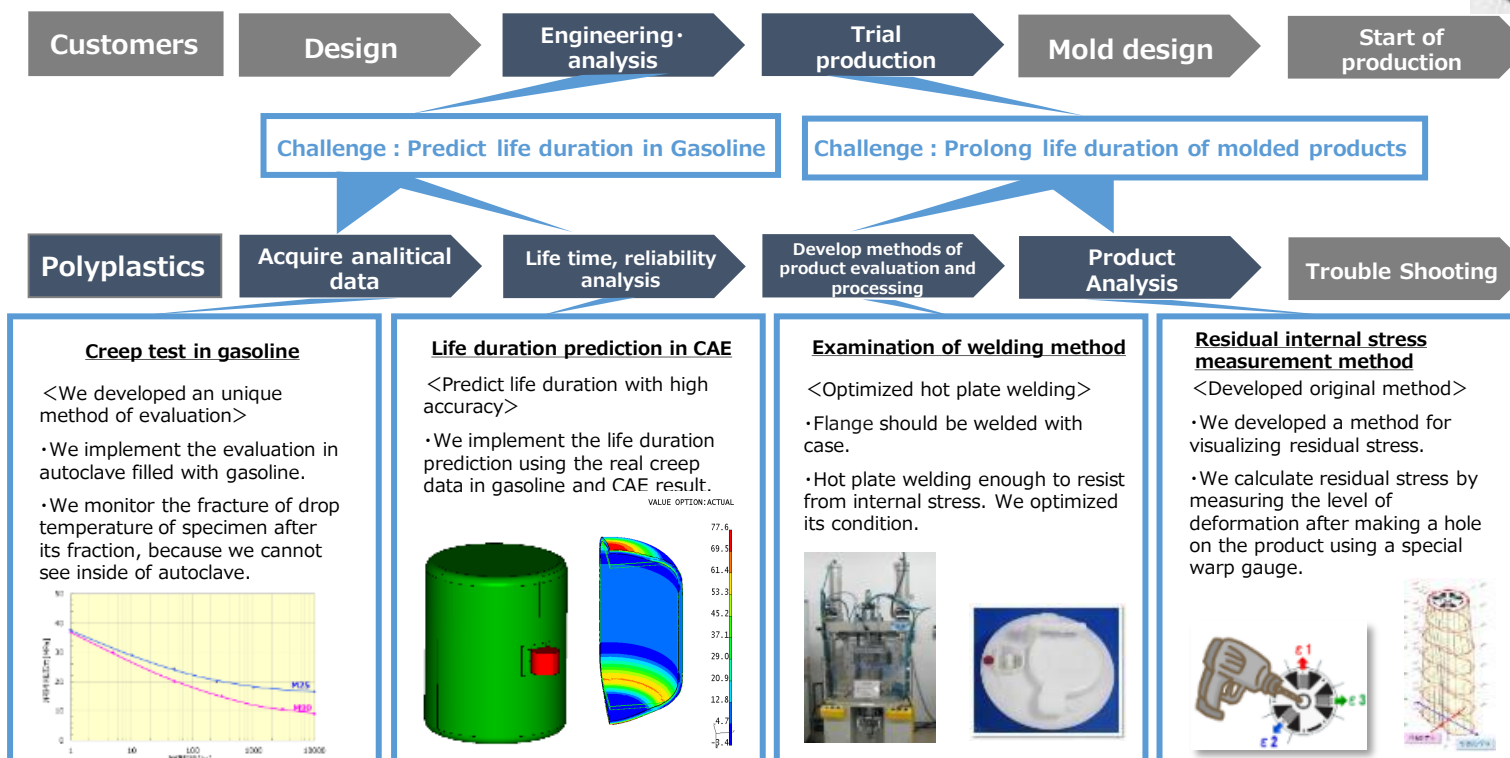 Customers
Design
Engineering・
analysis
Trial
production
Mold design
Start of
production
Challenge : Predict life duration in Gasoline
Challenge : Prolong life duration of molded products
Polyplastics
Acquire analitical
data
Life time, reliability
analysis
Develop methods of
product evaluation and
processing
Product
Analysis
Trouble Shooting
Creep test in gasoline
＜We developed an unique
method of evaluation＞
・We implement the evaluation in
autoclave filled with gasoline.
・We monitor the fracture of drop
temperature of specimen after
its fraction, because we cannot
see inside of autoclave.
50
40
30
20
10
0
M25
M90
1
10
100
1000
10000
Life duration prediction in CAE
＜Predict life duration with high
accuracy＞
・We implement the life duration
prediction using the real creep
data in gasoline and CAE result.
VALUE OPTION:ACTUAL
77.6
69.5
61.4
53.3
45.2
37.1
29.0
20.9
12.8
4.7
-3.4
Examination of welding method
＜Optimized hot plate welding＞
・Flange should be welded with
case.
・Hot plate welding enough to resist
from internal stress. We optimized
its condition.
Residual internal stress
measurement method
＜Developed original method＞
・We developed a method for
visualizing residual stress.
・We calculate residual stress by
measuring the level of
deformation after making a hole
on the product using a special
warp gauge.
ε1
ε3
ε2